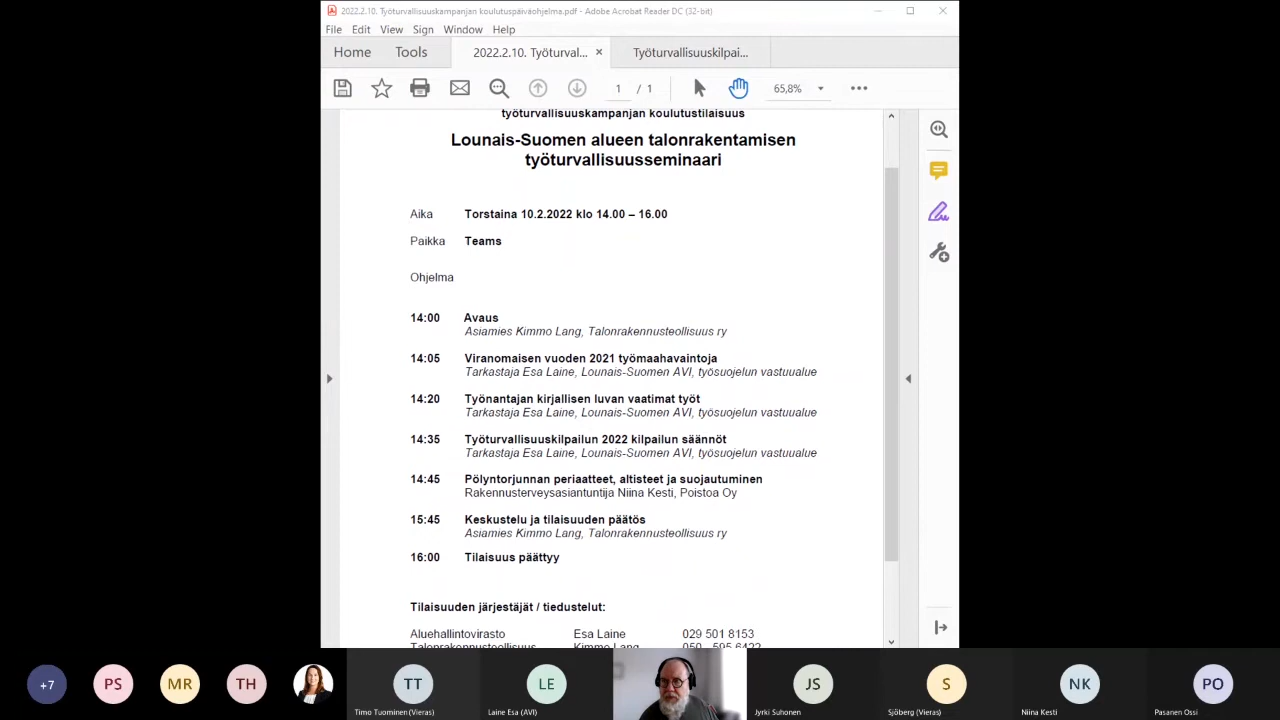 2022.2.10. Työturvallisuuskampanjan koulutuspäiväohjelma.pdf - Adobe Acrobat Reader DC (32-bit)
File Edit View Sign Window Help
Home Tools 2022.2.10. Työturval... × Työturvallisuuskilpai...
1 / 1 65,8%
työturvallisuuskampanjan koulutustilaisuus
Lounais-Suomen alueen talonrakentamisen
työturvallisuusseminaari
Aika Torstaina 10.2.2022 klo 14.00 – 16.00
Paikka Teams
Ohjelma
14:00 Avaus
Asiamies Kimmo Lang, Talonrakennusteollisuus ry
14:05 Viranomaisen vuoden 2021 työmaahavaintoja
Tarkastaja Esa Laine, Lounais-Suomen AVI, työsuojelun vastuualue
14:20 Työnantajan kirjallisen luvan vaatimat työt
Tarkastaja Esa Laine, Lounais-Suomen AVI, työsuojelun vastuualue
14:35 Työturvallisuuskilpailun 2022 kilpailun säännöt
Tarkastaja Esa Laine, Lounais-Suomen AVI, työsuojelun vastuualue
14:45 Pölyntorjunnan periaatteet, altisteet ja suojautuminen
Rakennusterveysasiantuntija Niina Kesti, Poistoa Oy
15:45 Keskustelu ja tilaisuuden päätös
Asiamies Kimmo Lang, Talonrakennusteollisuus ry
16:00 Tilaisuus päättyy
Tilaisuuden järjestäjät / tiedustelut:
Aluehallintovirasto Esa Laine 029 501 8153
Talonrakennusteollisuus Kimmo Lang 050 - 595 6422
+7 PS MR TH TT LE JS S NK PO
Timo Tuominen (Vieras) Laine Esa (AVI) Jyrki Suhonen Sjöberg (Vieras) Niina Kesti Pasanen Ossi